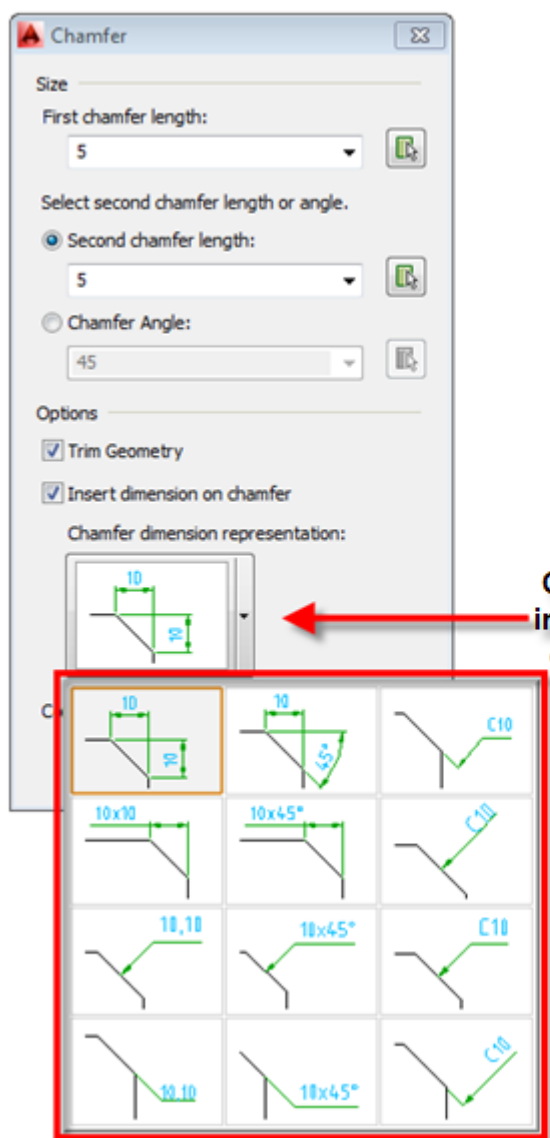 Chamfer
Size
First chamfer length:
5
Select second chamfer length or angle.
Second chamfer length:
5
Chamfer Angle:
45
Options
Trim Geometry
Insert dimension on chamfer
Chamfer dimension representation:
10
10
10
10
10
45°
C10
10x10
10x45°
C10
10,10
10x45°
C10
10,10
10x45°
C10